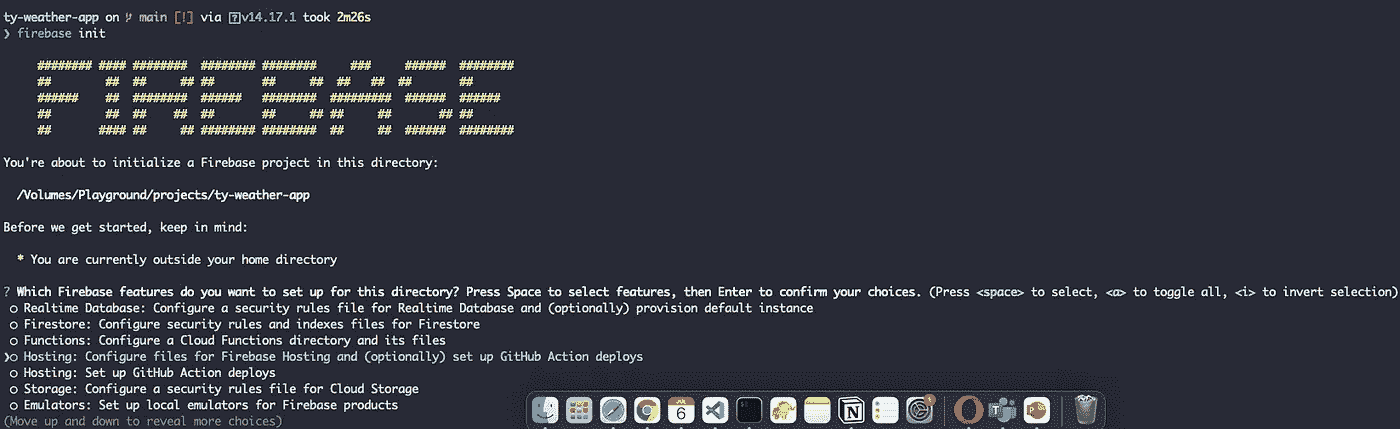 ty-weather-app on main [!] via v14.17.1 took 2m26s
❯ firebase init
######## #### ########  ######## ########     ###     ######  ########
##        ##  ##     ## ##       ##     ##  ##   ##  ##       ##
######    ##  ########  ######   ########  #########  ######  ######
##        ##  ##    ##  ##       ##     ## ##     ##       ## ##
##       #### ##     ## ######## ########  ##     ##  ######  ########
You're about to initialize a Firebase project in this directory:
/Volumes/Playground/projects/ty-weather-app
Before we get started, keep in mind:
* You are currently outside your home directory
? Which Firebase features do you want to set up for this directory? Press Space to select features, then Enter to confirm your choices. (Press <space> to select, <a> to toggle all, <i> to invert selection)
○ Realtime Database: Configure a security rules file for Realtime Database and (optionally) provision default instance
○ Firestore: Configure security rules and indexes files for Firestore
○ Functions: Configure a Cloud Functions directory and its files
❯○ Hosting: Configure files for Firebase Hosting and (optionally) set up GitHub Action deploys
○ Hosting: Set up GitHub Action deploys
○ Storage: Configure a security rules file for Cloud Storage
○ Emulators: Set up local emulators for Firebase products
(Move up and down to reveal more choices)
6